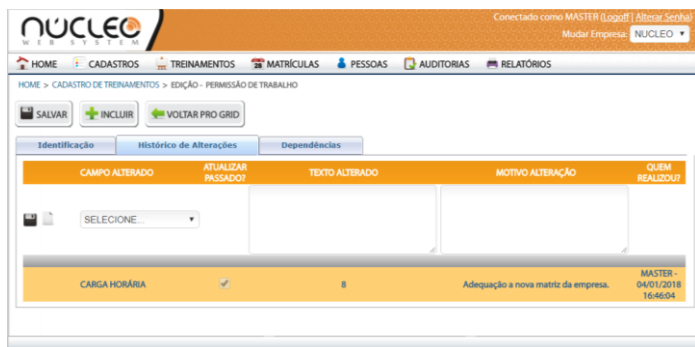 Conectado como MASTER (Logoff | Alterar Senha)
NÚCLEO
WEB SYSTEM
Mudar Empresa: NUCLEO
HOME CADASTROS TREINAMENTOS 28 MATRÍCULAS PESSOAS AUDITORIAS RELATÓRIOS
HOME > CADASTRO DE TREINAMENTOS > EDIÇÃO - PERMISSÃO DE TRABALHO
SALVAR INCLUIR VOLTAR PRO GRID
Identificação Histórico de Alterações Dependências
CAMPO ALTERADO ATUALIZAR PASSADO? TEXTO ALTERADO MOTIVO ALTERAÇÃO QUEM REALIZOU?
SELECIONE...
CARGA HORÁRIA 8 Adequação a nova matriz da empresa. MASTER -
04/01/2018
16:46:04